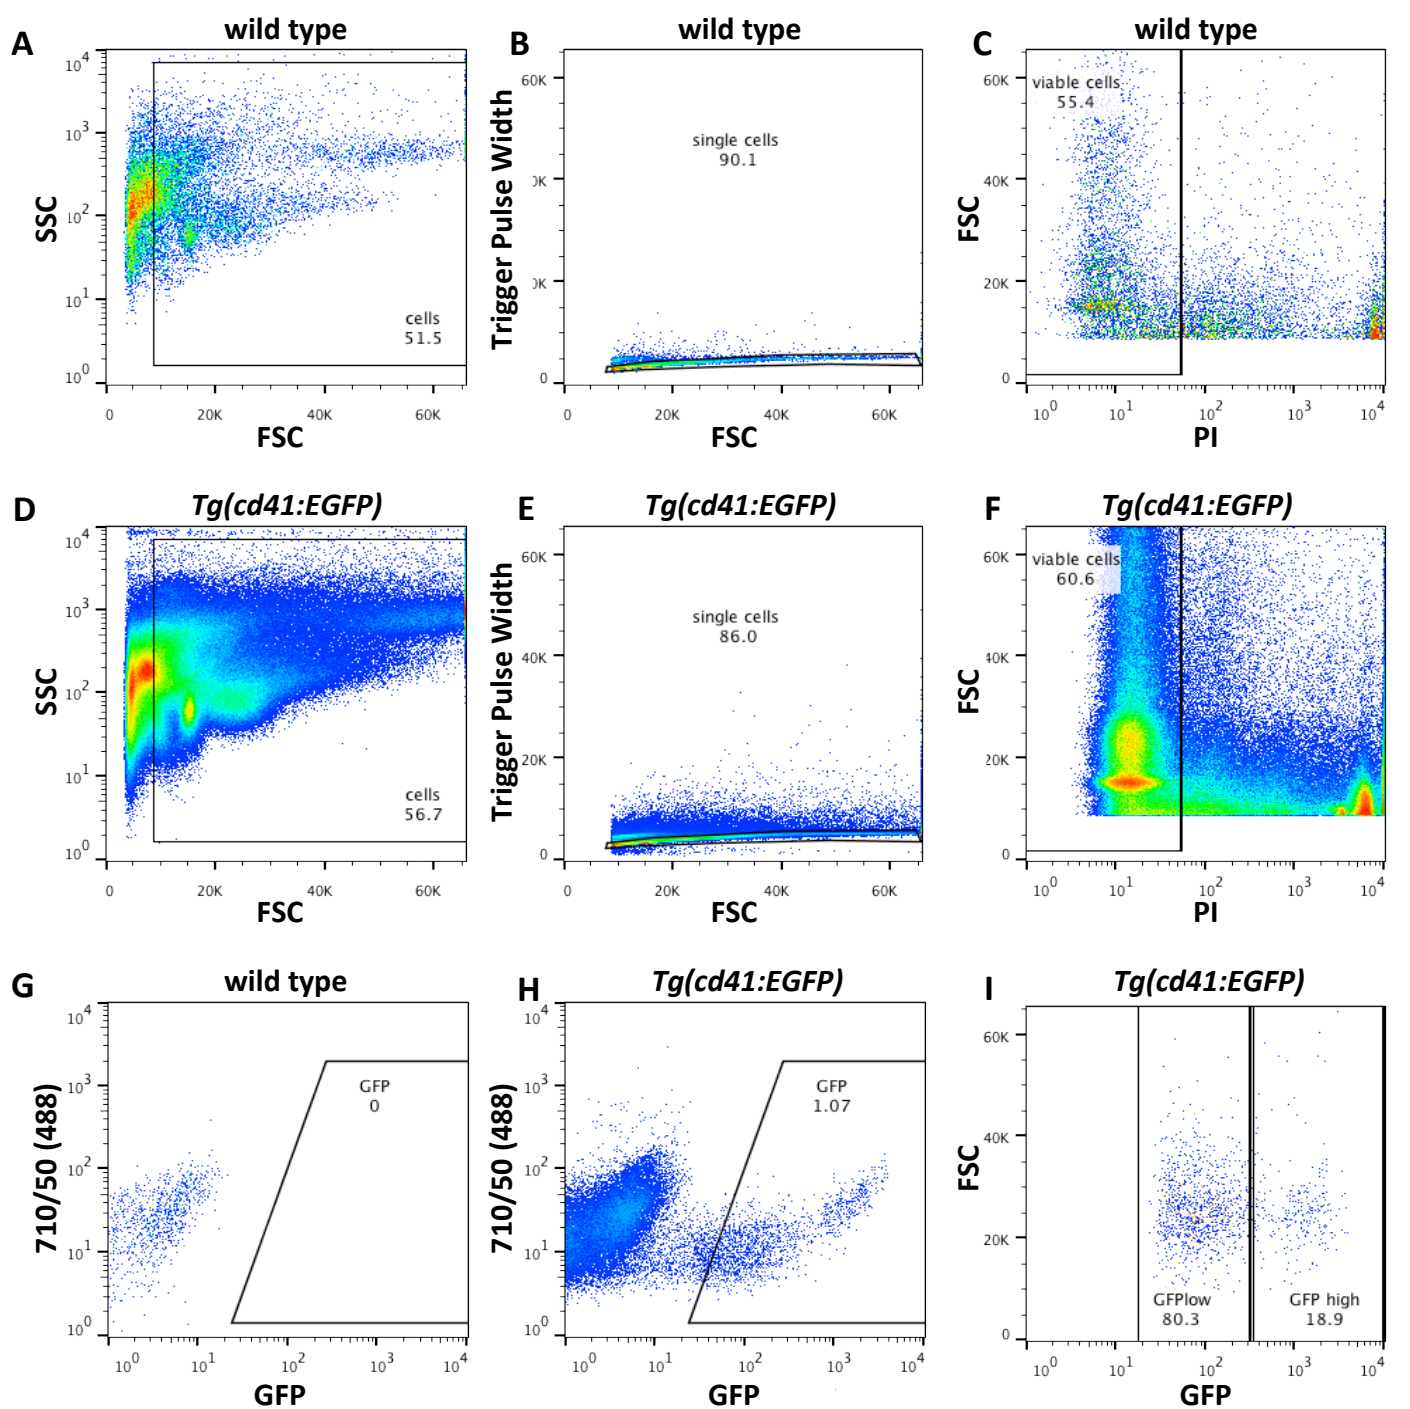 A
wild type
10^4
10^3
10^2
10^1
10^0
SSC
cells
51.5
0
20K
40K
60K
FSC
B
wild type
60K
0K
0K
0
Trigger Pulse Width
single cells
90.1
0
20K
40K
60K
FSC
C
wild type
60K
40K
20K
0
FSC
viable cells
55.4
10^0
10^1
10^2
10^3
10^4
PI
D
Tg(cd41:EGFP)
10^4
10^3
10^2
10^1
10^0
SSC
cells
56.7
0
20K
40K
60K
FSC
E
Tg(cd41:EGFP)
60K
40K
20K
0
Trigger Pulse Width
single cells
86.0
0
20K
40K
60K
FSC
F
Tg(cd41:EGFP)
60K
40K
20K
0
FSC
viable cells
60.6
10^0
10^1
10^2
10^3
10^4
PI
G
wild type
10^4
10^3
10^2
10^1
10^0
710/50 (488)
GFP
0
10^0
10^1
10^2
10^3
10^4
GFP
H
Tg(cd41:EGFP)
10^4
10^3
10^2
10^1
10^0
710/50 (488)
GFP
1.07
10^0
10^1
10^2
10^3
10^4
GFP
I
Tg(cd41:EGFP)
60K
40K
20K
0
FSC
GFPlow
80.3
GFP high
18.9
10^0
10^1
10^2
10^3
10^4
GFP